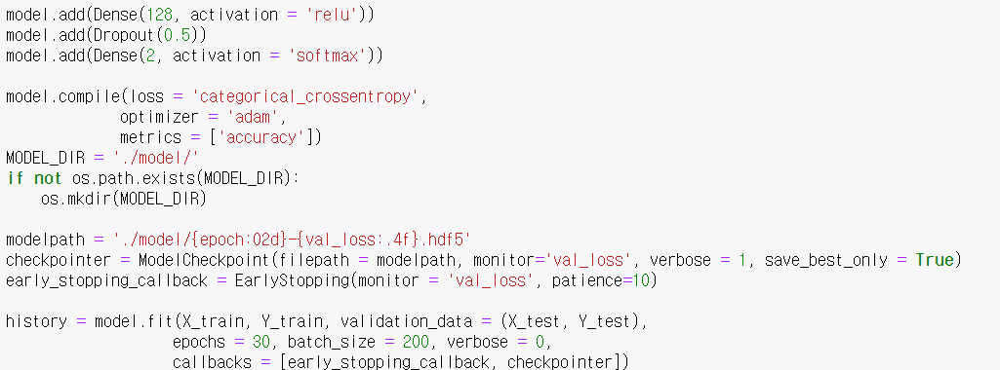 model.add(Dense(128, activation = 'relu'))
model.add(Dropout(0.5))
model.add(Dense(2, activation = 'softmax'))
model.compile(loss = 'categorical_crossentropy',
optimizer = 'adam',
metrics = ['accuracy'])
MODEL_DIR = './model/'
if not os.path.exists(MODEL_DIR):
os.mkdir(MODEL_DIR)
modelpath = './model/{epoch:02d}-{val_loss:.4f}.hdf5'
checkpointer = ModelCheckpoint(filepath = modelpath, monitor='val_loss', verbose = 1, save_best_only = True)
early_stopping_callback = EarlyStopping(monitor = 'val_loss', patience=10)
history = model.fit(X_train, Y_train, validation_data = (X_test, Y_test),
epochs = 30, batch_size = 200, verbose = 0,
callbacks = [early_stopping_callback, checkpointer])